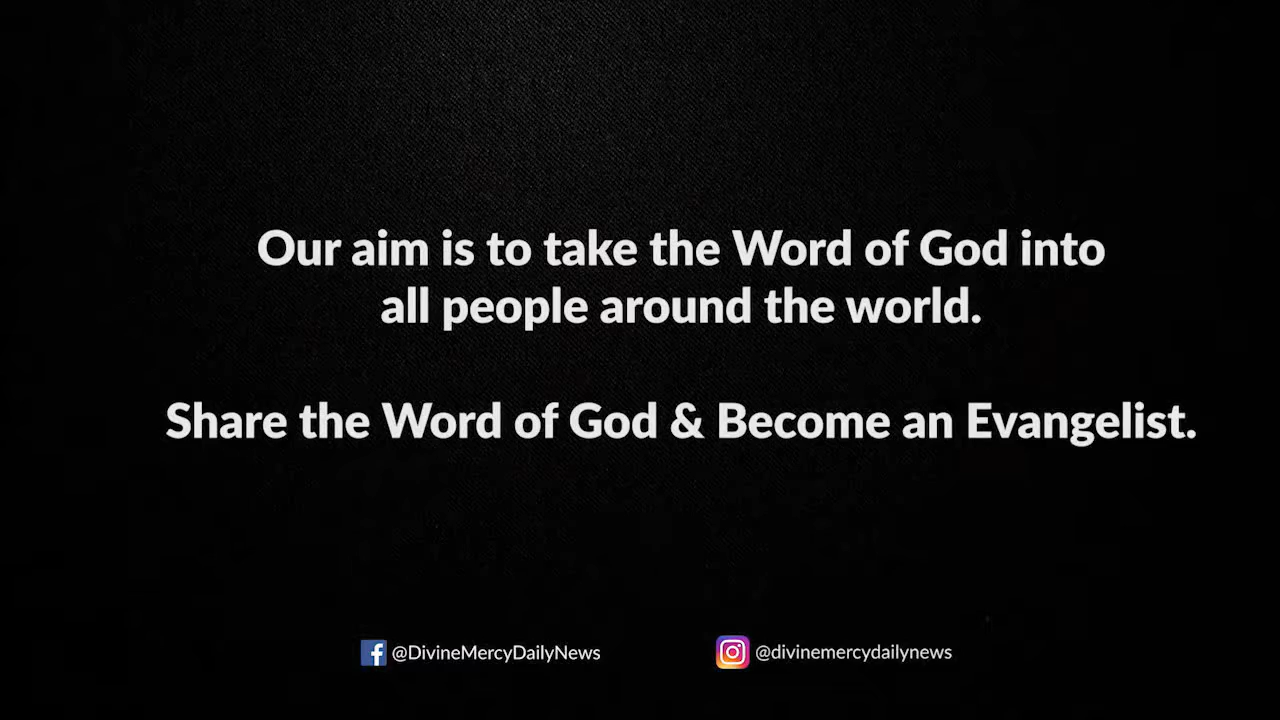 Our aim is to take the Word of God into
all people around the world.
Share the Word of God & Become an Evangelist.
@DivineMercyDailyNews
@divinemercydailynews